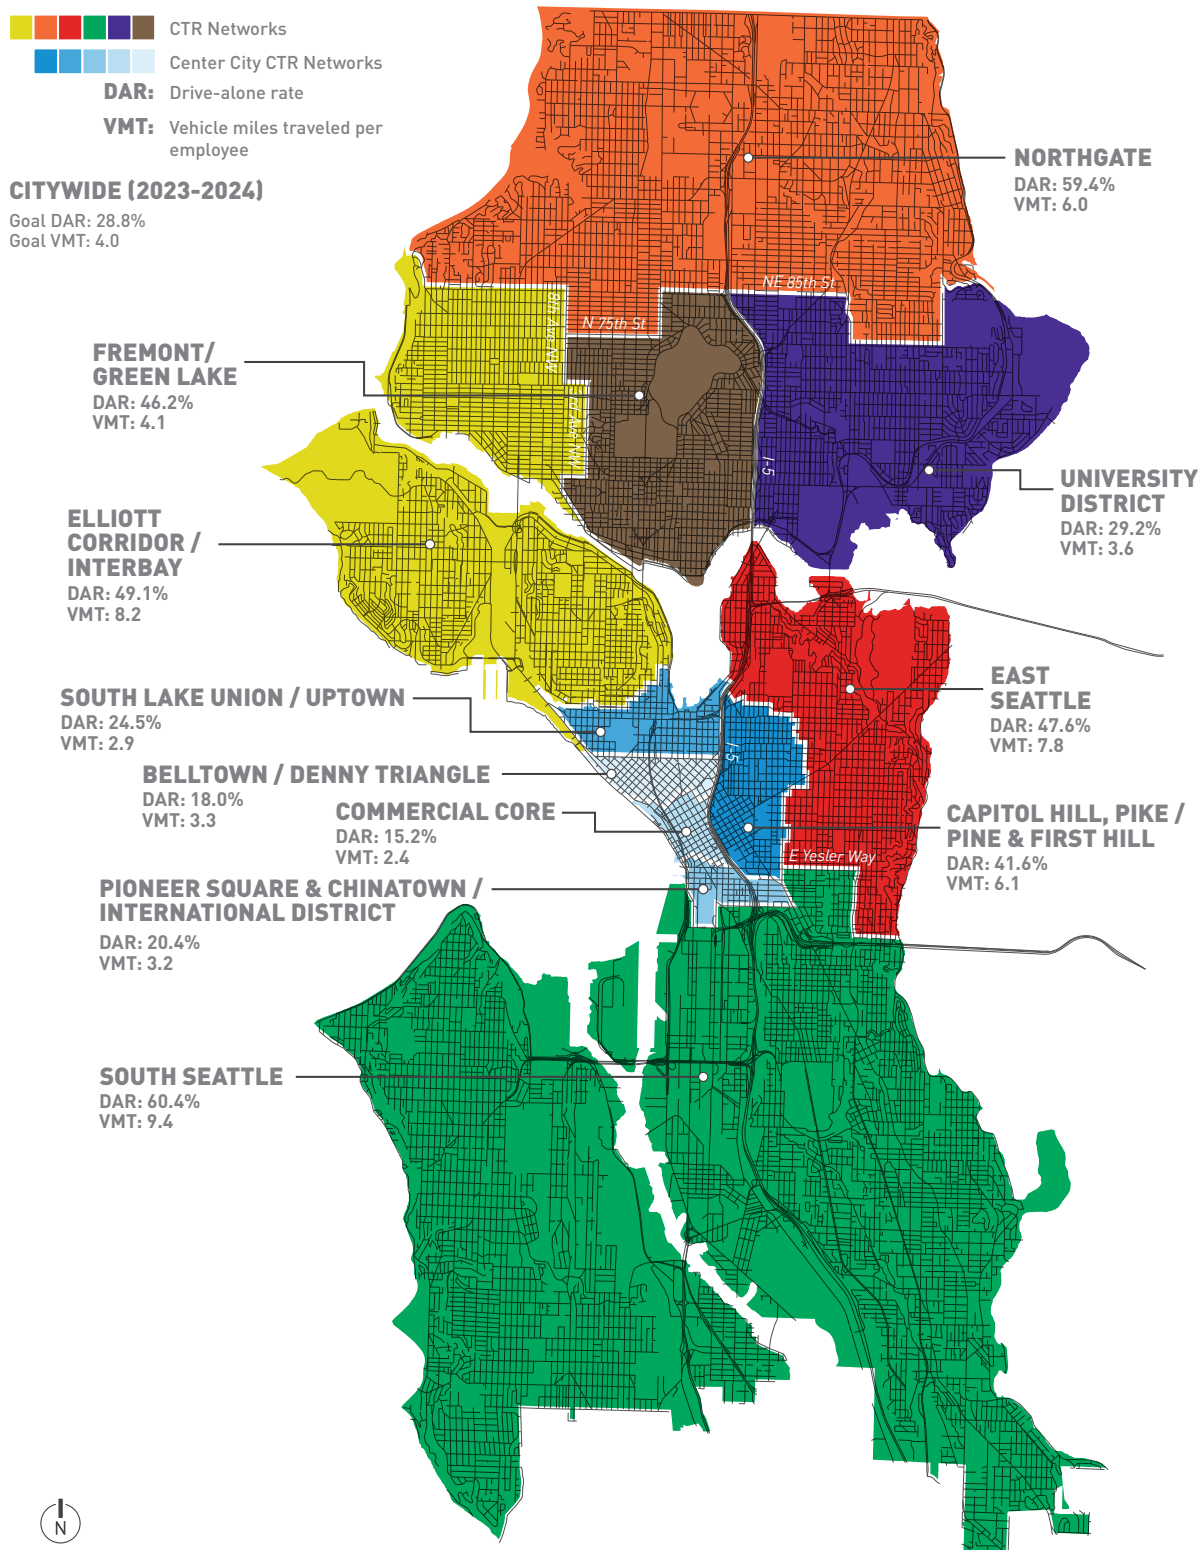 CTR Networks
Center City CTR Networks
DAR: Drive-alone rate
VMT: Vehicle miles traveled per
employee
CITYWIDE (2023-2024)
Goal DAR: 28.8%
Goal VMT: 4.0
NORTHGATE
DAR: 59.4%
VMT: 6.0
NE 85th St
8th Ave NW
N 75th St
FREMONT/
GREEN LAKE
DAR: 46.2%
VMT: 4.1
I-5
UNIVERSITY
DISTRICT
DAR: 29.2%
VMT: 3.6
ELLIOTT
CORRIDOR /
INTERBAY
DAR: 49.1%
VMT: 8.2
EAST
SEATTLE
DAR: 47.6%
VMT: 7.8
SOUTH LAKE UNION / UPTOWN
DAR: 24.5%
VMT: 2.9
I-5
BELLTOWN / DENNY TRIANGLE
DAR: 18.0%
VMT: 3.3
COMMERCIAL CORE
DAR: 15.2%
VMT: 2.4
CAPITOL HILL, PIKE /
PINE & FIRST HILL
DAR: 41.6%
VMT: 6.1
E Yesler Way
PIONEER SQUARE & CHINATOWN /
INTERNATIONAL DISTRICT
DAR: 20.4%
VMT: 3.2
SOUTH SEATTLE
DAR: 60.4%
VMT: 9.4
N